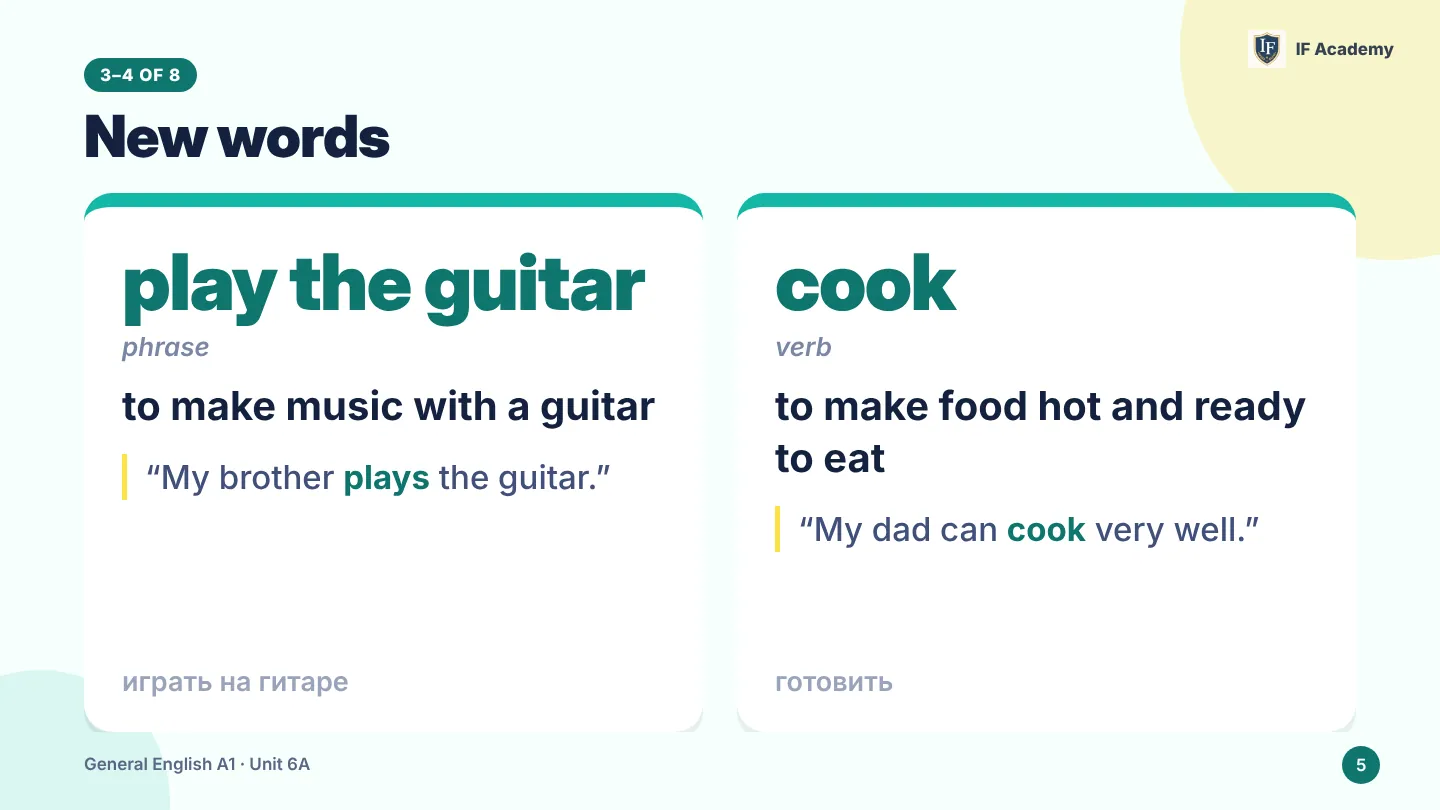 IF
IF Academy
3–4 OF 8
New words
play the guitar
phrase
to make music with a guitar
“My brother plays the guitar.”
играть на гитаре
cook
verb
to make food hot and ready
to eat
“My dad can cook very well.”
готовить
General English A1 · Unit 6A
5